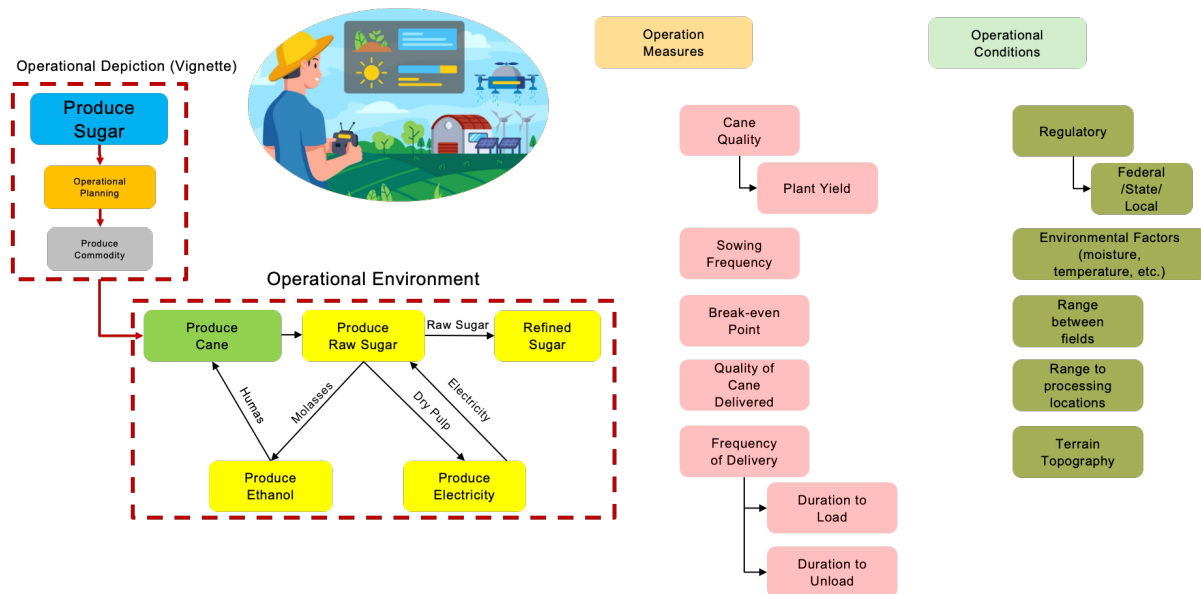 Operational Depiction (Vignette)
Produce
Sugar
Operational
Planning
Produce
Commodity
Operational Environment
Produce
Cane
Produce
Raw Sugar
Raw Sugar
Refined
Sugar
Humas
Molasses
Dry Pulp
Electricity
Produce
Ethanol
Produce
Electricity
Operation
Measures
Cane
Quality
Plant Yield
Sowing
Frequency
Break-even
Point
Quality of
Cane
Delivered
Frequency
of Delivery
Duration to
Load
Duration to
Unload
Operational
Conditions
Regulatory
Federal
/State/
Local
Environmental Factors
(moisture,
temperature, etc.)
Range
between
fields
Range to
processing
locations
Terrain
Topography